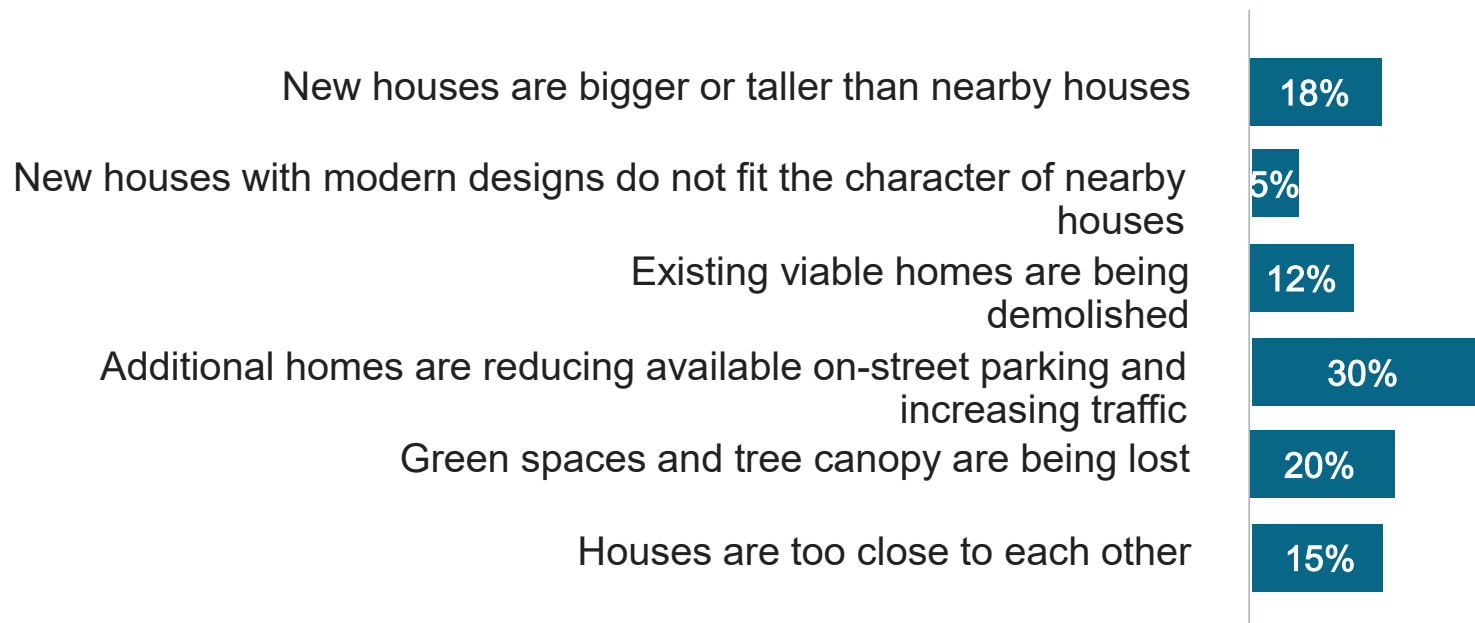 New houses are bigger or taller than nearby houses
18%
New houses with modern designs do not fit the character of nearby
houses
5%
Existing viable homes are being
demolished
12%
Additional homes are reducing available on-street parking and
increasing traffic
30%
Green spaces and tree canopy are being lost
20%
Houses are too close to each other
15%